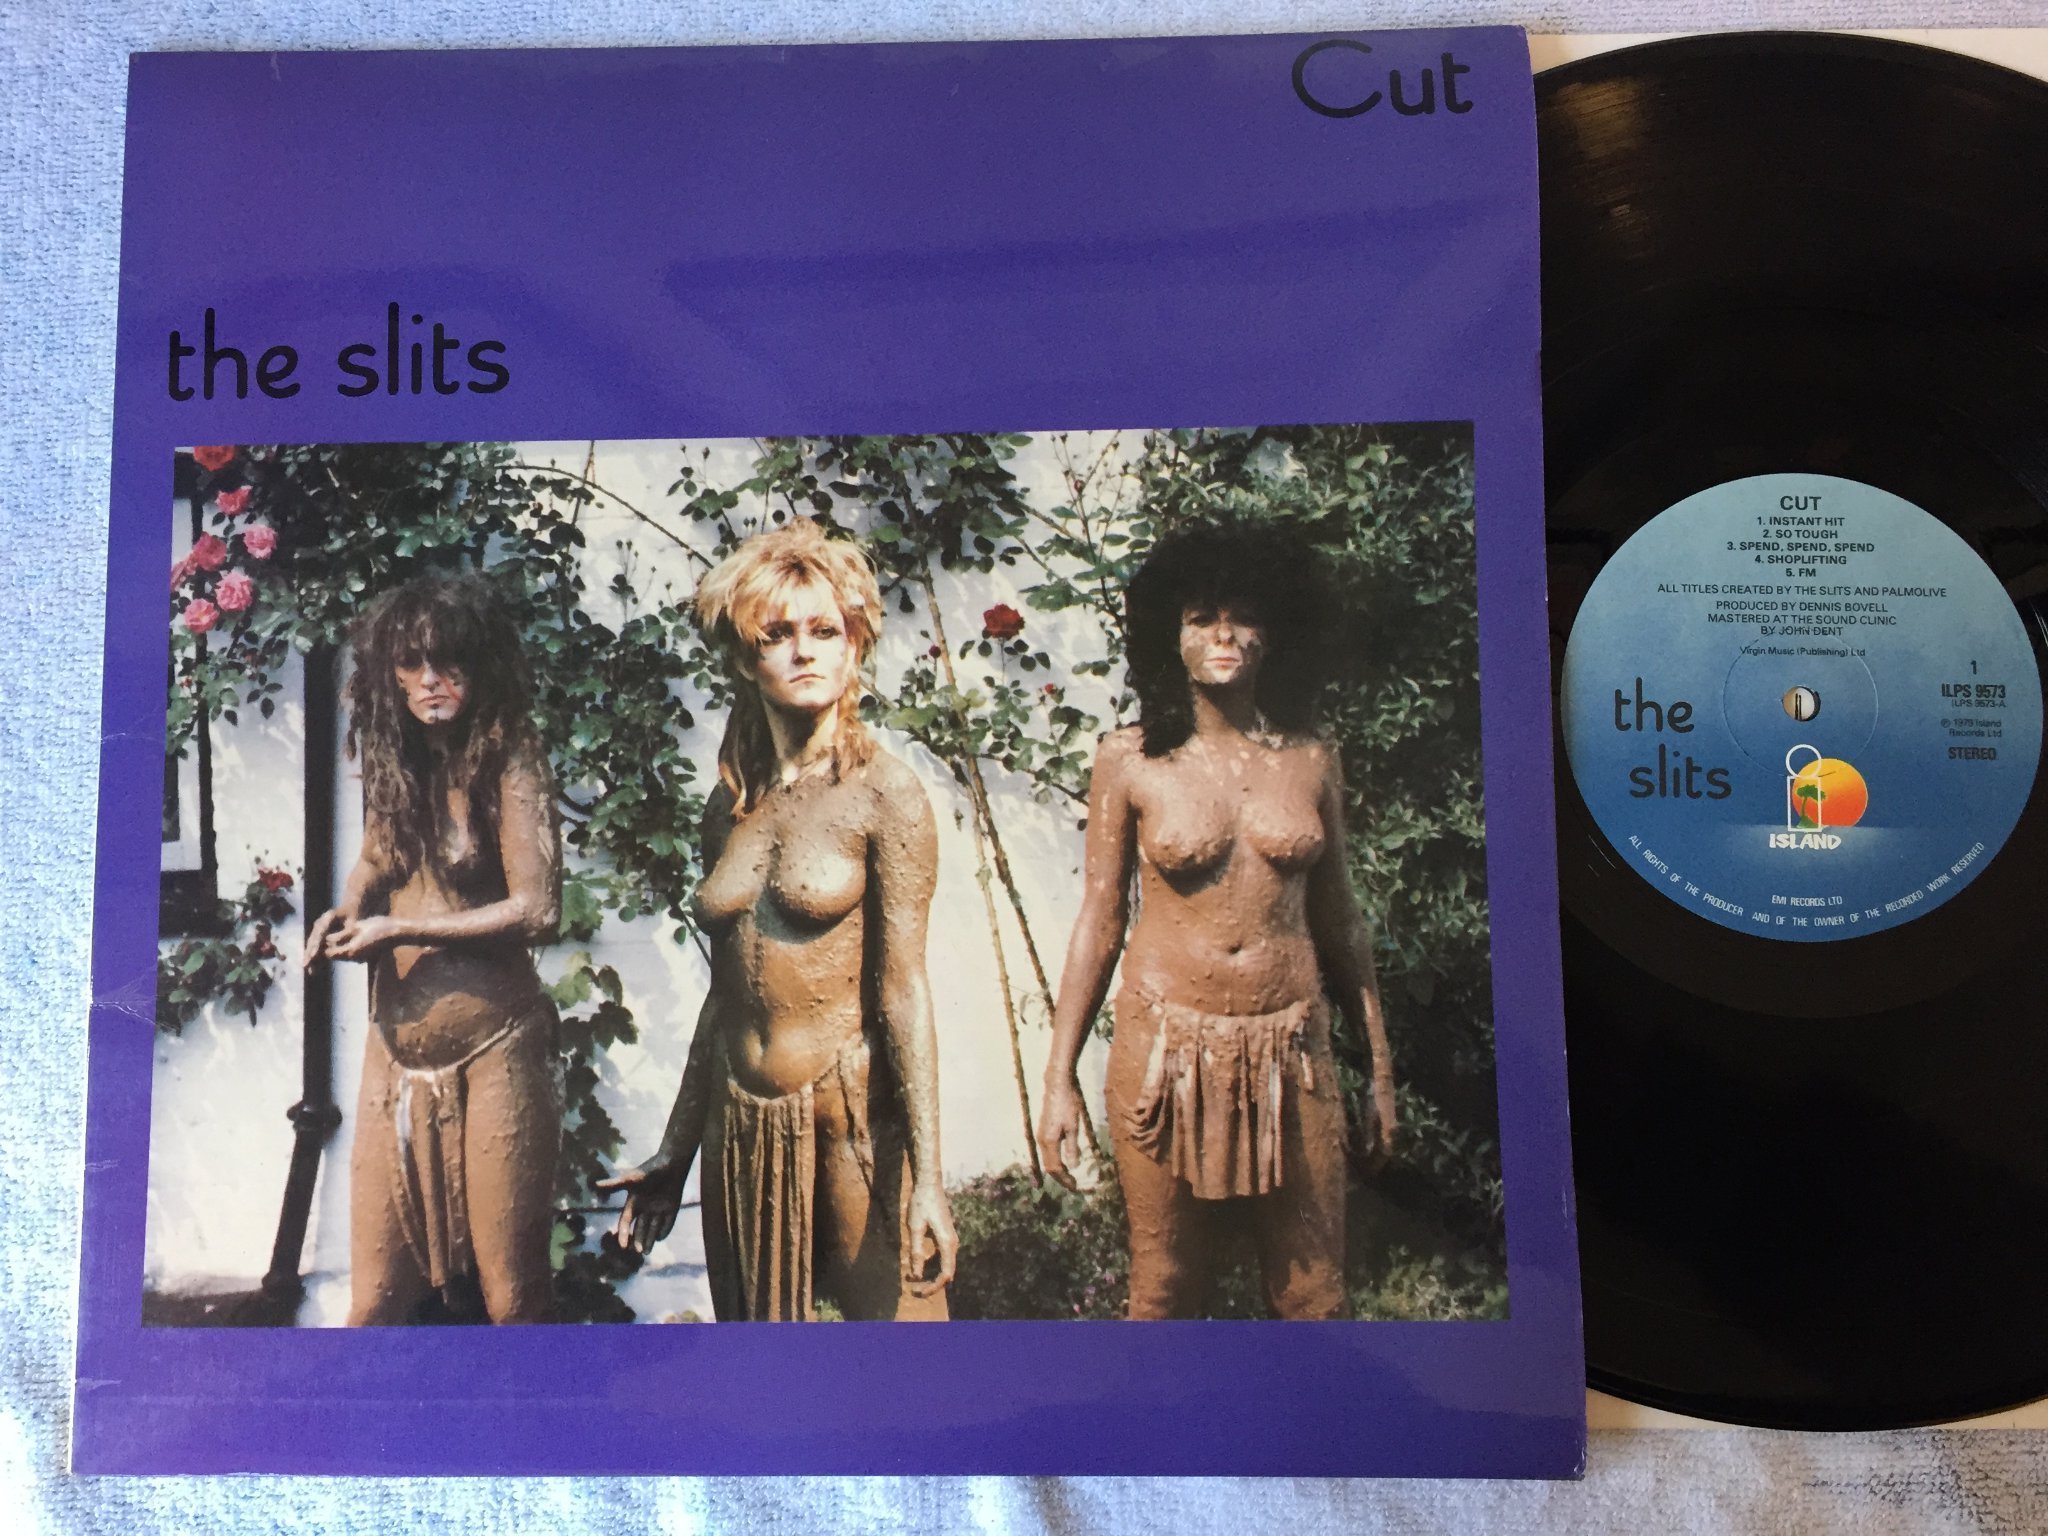 Cut
the slits
CUT
1. INSTANT HIT
2. SO TOUGH
3. SPEND, SPEND, SPEND
4. SHOPLIFTING
5. FM
ALL TITLES CREATED BY THE SLITS AND PALMOLIVE
PRODUCED BY DENNIS BOVELL
MASTERED AT THE SOUND CLINIC
BY JOHN DENT
Virgin Music (Publishing) Ltd
the
slits
1
ILPS 9573
ILPS 9573-A
℗ 1979 Island
Records Ltd
STEREO
ISLAND
EMI RECORDS LTD
ALL RIGHTS OF THE PRODUCER AND OF THE OWNER OF THE RECORDED WORK RESERVED